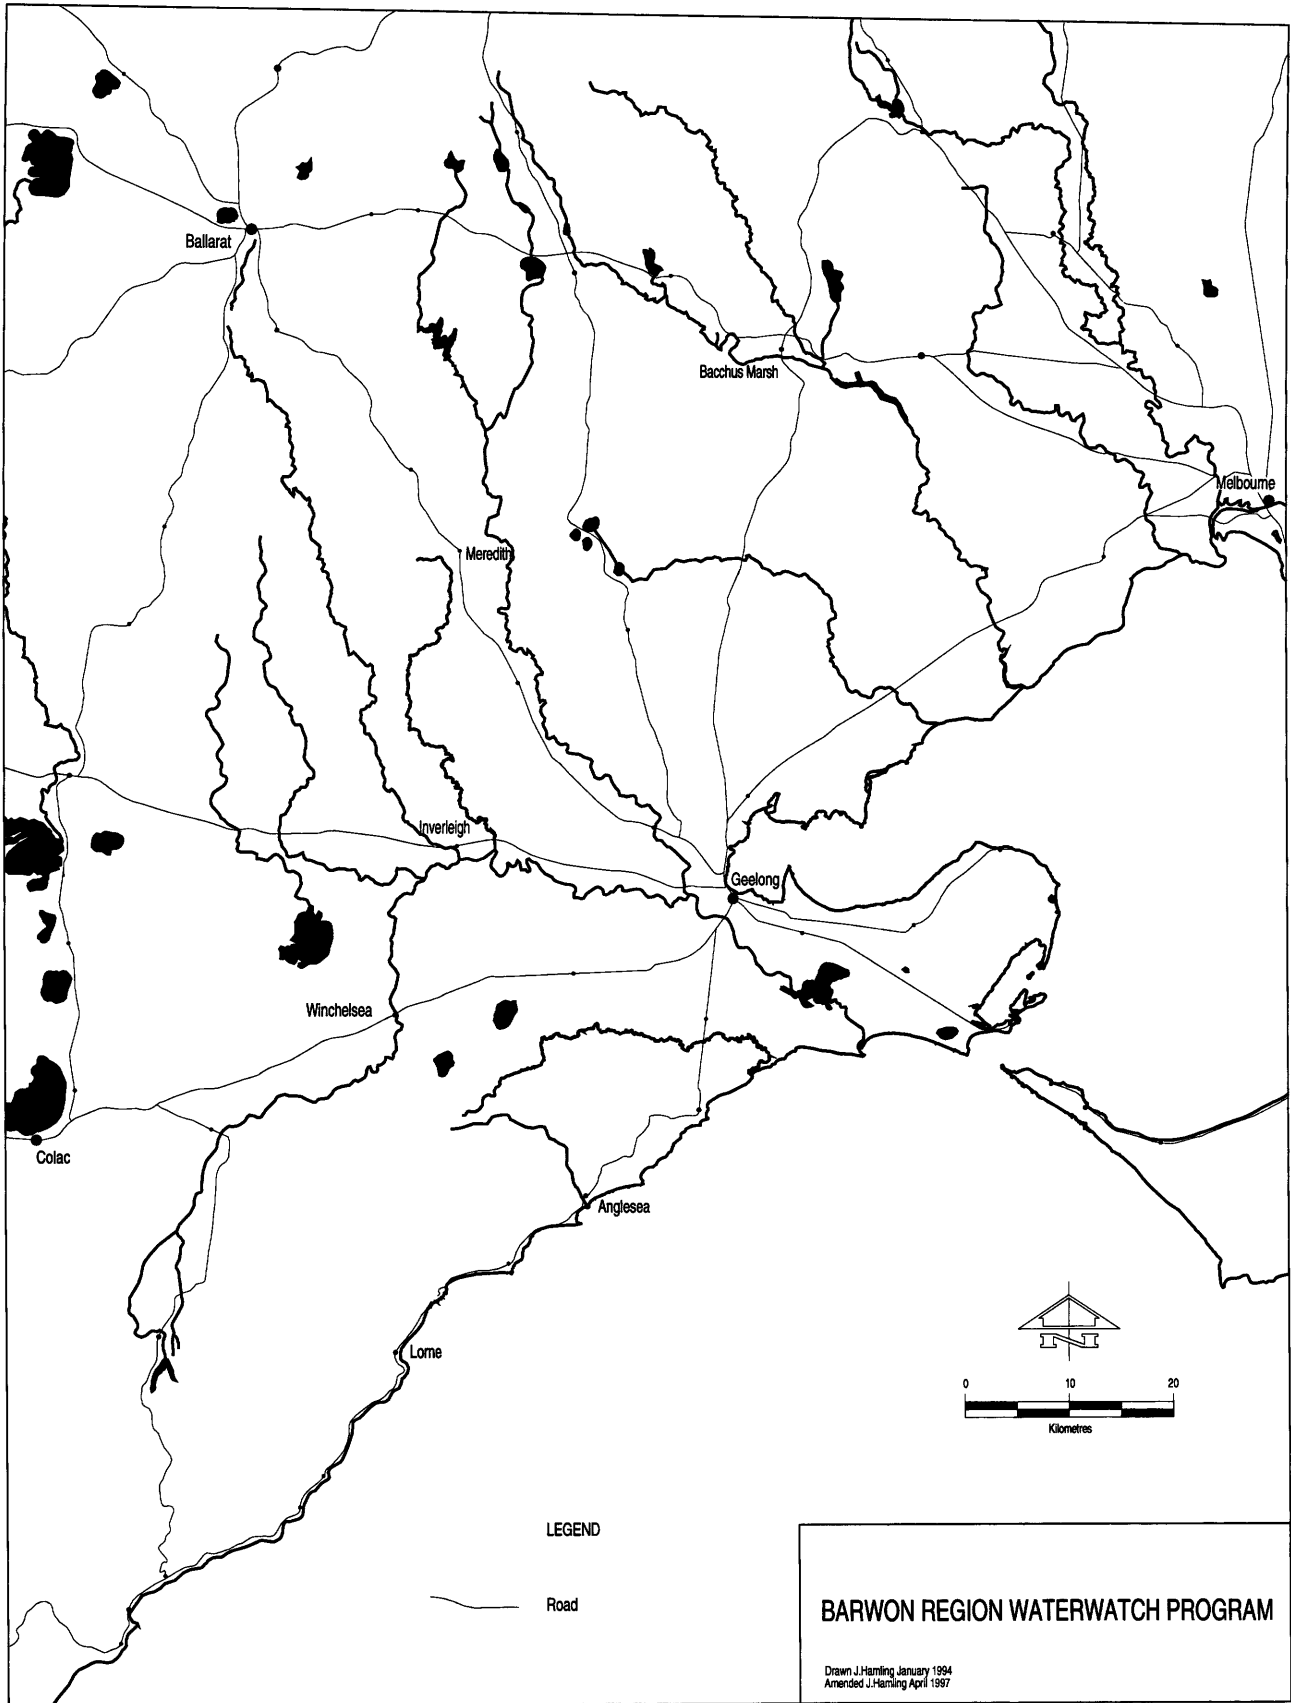 Ballarat
Bacchus Marsh
Melbourne
Meredith
Inverleigh
Geelong
Winchelsea
Colac
Anglesea
Lorne
N
0 10 20
Kilometres
LEGEND
Road
BARWON REGION WATERWATCH PROGRAM
Drawn J.Hamling January 1994
Amended J.Hamling April 1997